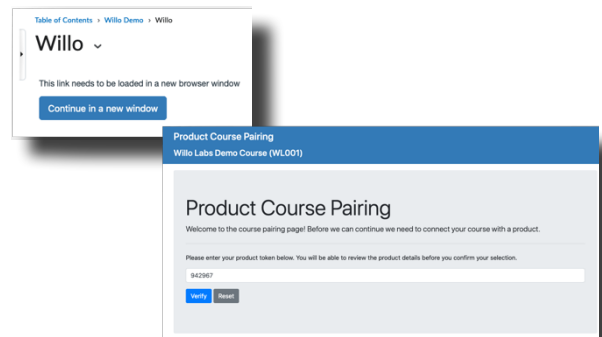 Table of Contents › Willo Demo › Willo
Willo
This link needs to be loaded in a new browser window
Continue in a new window
Product Course Pairing
Willo Labs Demo Course (WL001)
Product Course Pairing
Welcome to the course pairing page! Before we can continue we need to connect your course with a product.
Please enter your product token below. You will be able to review the product details before you confirm your selection.
942967
Verify Reset